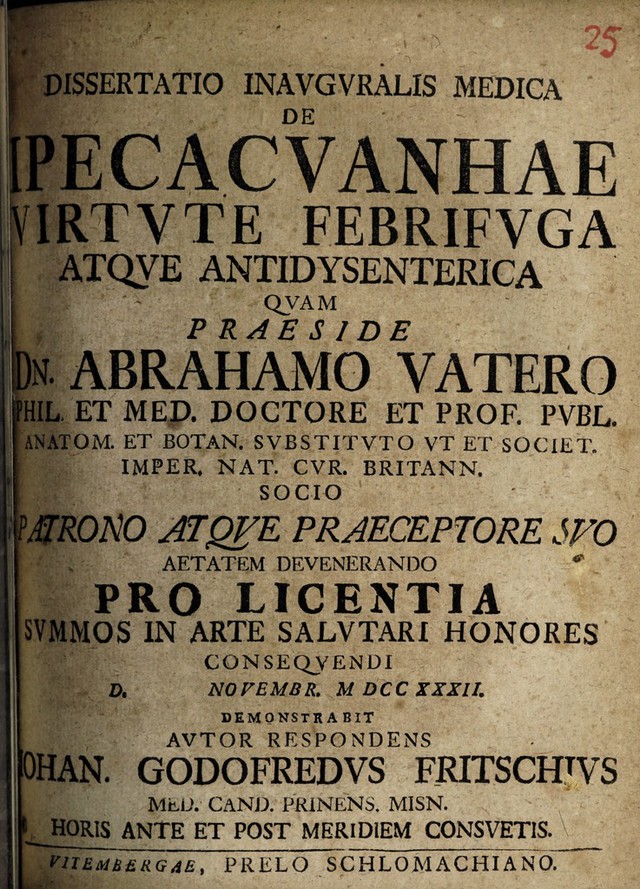 25
DISSERTATIO INAVGVRALIS MEDICA
DE
IPECACVANHAE
VIRTVTE FEBRIFVGA
ATQVE ANTIDYSENTERICA
QVAM
PRAESIDE
DN. ABRAHAMO VATERO
PHIL. ET MED. DOCTORE ET PROF. PVBL.
ANATOM. ET BOTAN. SVBSTITVTO VT ET SOCIET.
IMPER. NAT. CVR. BRITANN.
SOCIO
PATRONO ATQVE PRAECEPTORE SVO
AETATEM DEVENERANDO
PRO LICENTIA
SVMMOS IN ARTE SALVTARI HONORES
CONSEQVENDI
D. NOVEMBR. M DCC XXXII.
DEMONSTRABIT
AVTOR RESPONDENS
IOHAN. GODOFREDVS FRITSCHIVS
MED. CAND. PRINENS. MISN.
HORIS ANTE ET POST MERIDIEM CONSVETIS.
VITEMBERGAE, PRELO SCHLOMACHIANO.